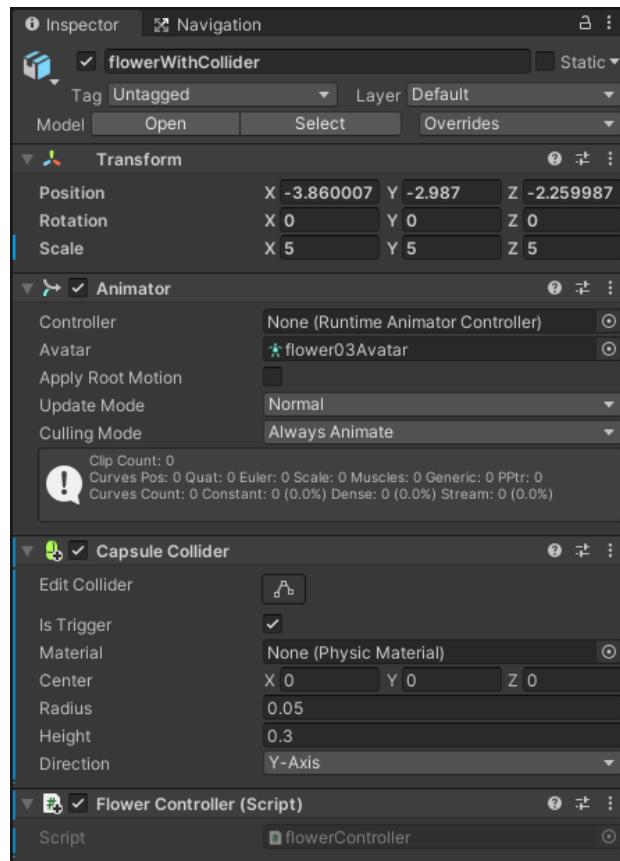 Inspector Navigation
flowerWithCollider Static
Tag Untagged Layer Default
Model Open Select Overrides
Transform
Position X -3.860007 Y -2.987 Z -2.259987
Rotation X 0 Y 0 Z 0
Scale X 5 Y 5 Z 5
Animator
Controller None (Runtime Animator Controller)
Avatar flower03Avatar
Apply Root Motion
Update Mode Normal
Culling Mode Always Animate
Clip Count: 0
Curves Pos: 0 Quat: 0 Euler: 0 Scale: 0 Muscles: 0 Generic: 0 PPtr: 0
Curves Count: 0 Constant: 0 (0.0%) Dense: 0 (0.0%) Stream: 0 (0.0%)
Capsule Collider
Edit Collider
Is Trigger
Material None (Physic Material)
Center X 0 Y 0 Z 0
Radius 0.05
Height 0.3
Direction Y-Axis
Flower Controller (Script)
Script flowerController